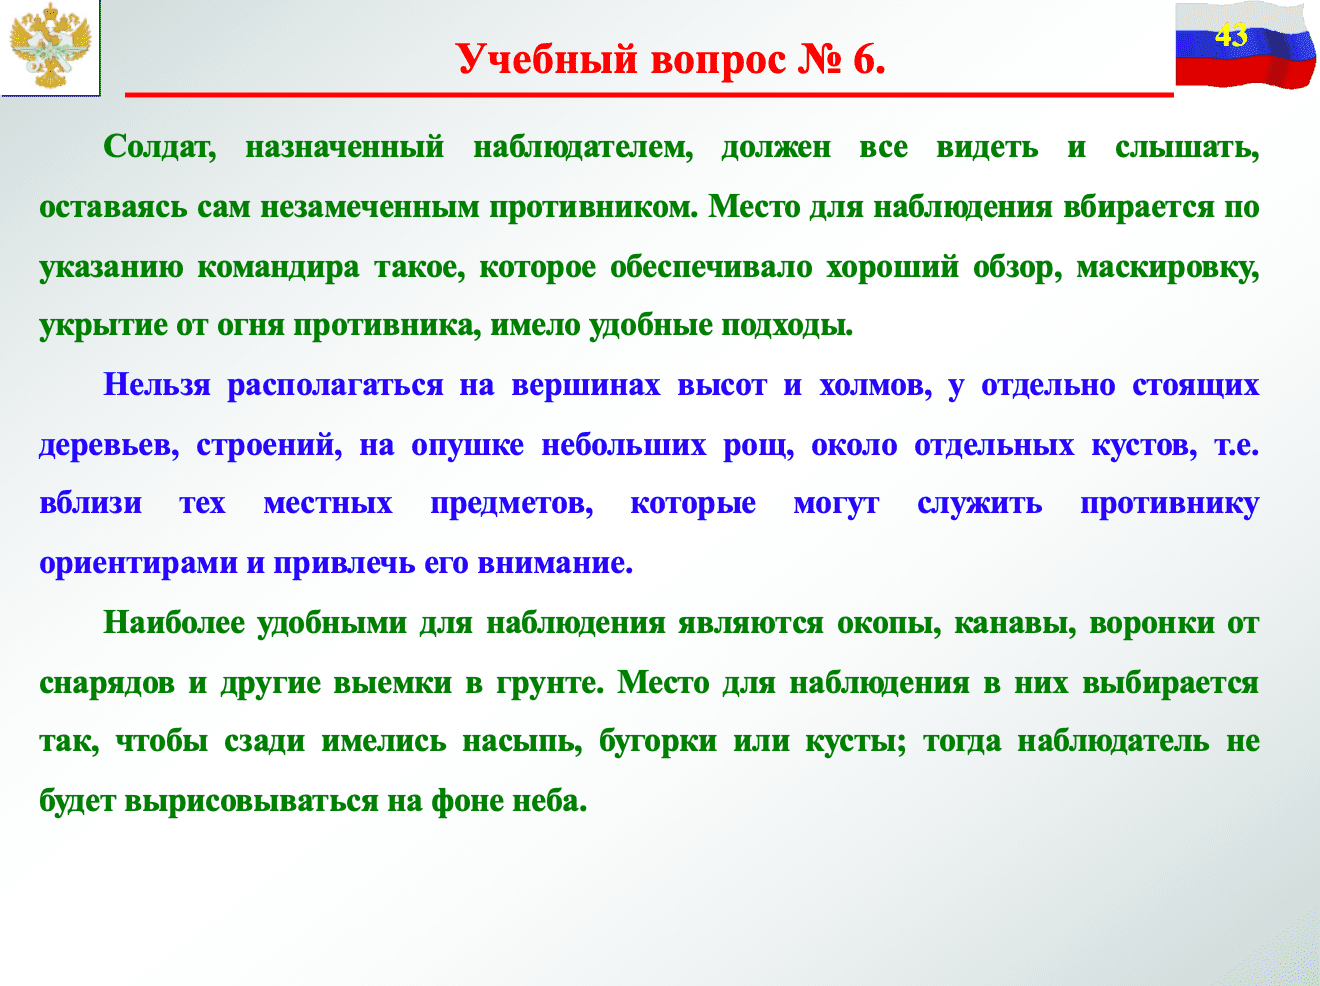 43
Учебный вопрос № 6.
Солдат, назначенный наблюдателем, должен все видеть и слышать,
оставаясь сам незамеченным противником. Место для наблюдения вбирается по
указанию командира такое, которое обеспечивало хороший обзор, маскировку,
укрытие от огня противника, имело удобные подходы.
Нельзя располагаться на вершинах высот и холмов, у отдельно стоящих
деревьев, строений, на опушке небольших рощ, около отдельных кустов, т.е.
вблизи тех местных предметов, которые могут служить противнику
ориентирами и привлечь его внимание.
Наиболее удобными для наблюдения являются окопы, канавы, воронки от
снарядов и другие выемки в грунте. Место для наблюдения в них выбирается
так, чтобы сзади имелись насыпь, бугорки или кусты; тогда наблюдатель не
будет вырисовываться на фоне неба.